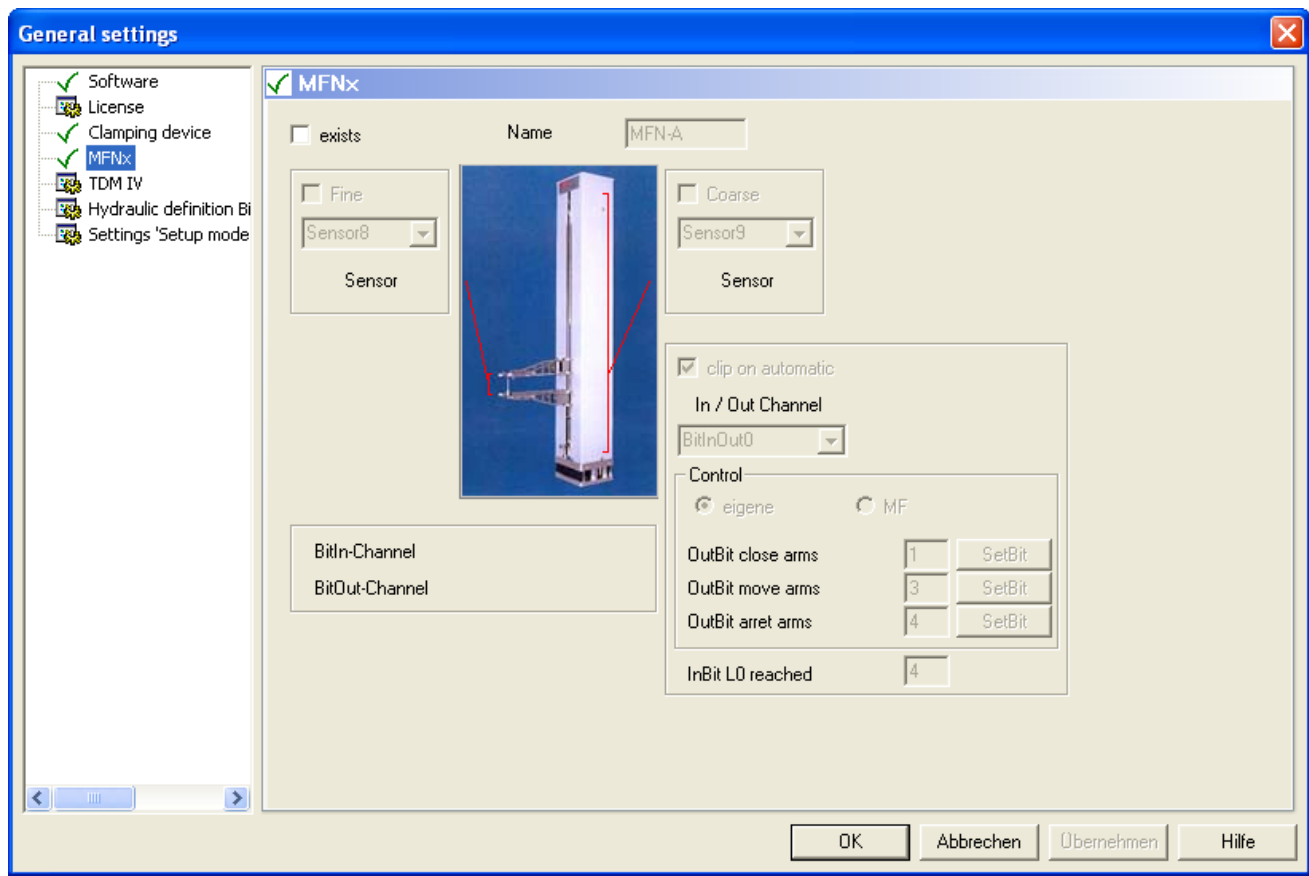 General settings
Software
License
Clamping device
MFNx
TDM IV
Hydraulic definition Bi
Settings 'Setup mode
MFNx
exists
Name
MFN-A
Fine
Sensor8
Sensor
Coarse
Sensor9
Sensor
clip on automatic
In / Out Channel
BitInOut0
Control
eigene
MF
OutBit close arms
1
SetBit
OutBit move arms
3
SetBit
OutBit arret arms
4
SetBit
InBit L0 reached
4
BitIn-Channel
BitOut-Channel
OK
Abbrechen
Übernehmen
Hilfe